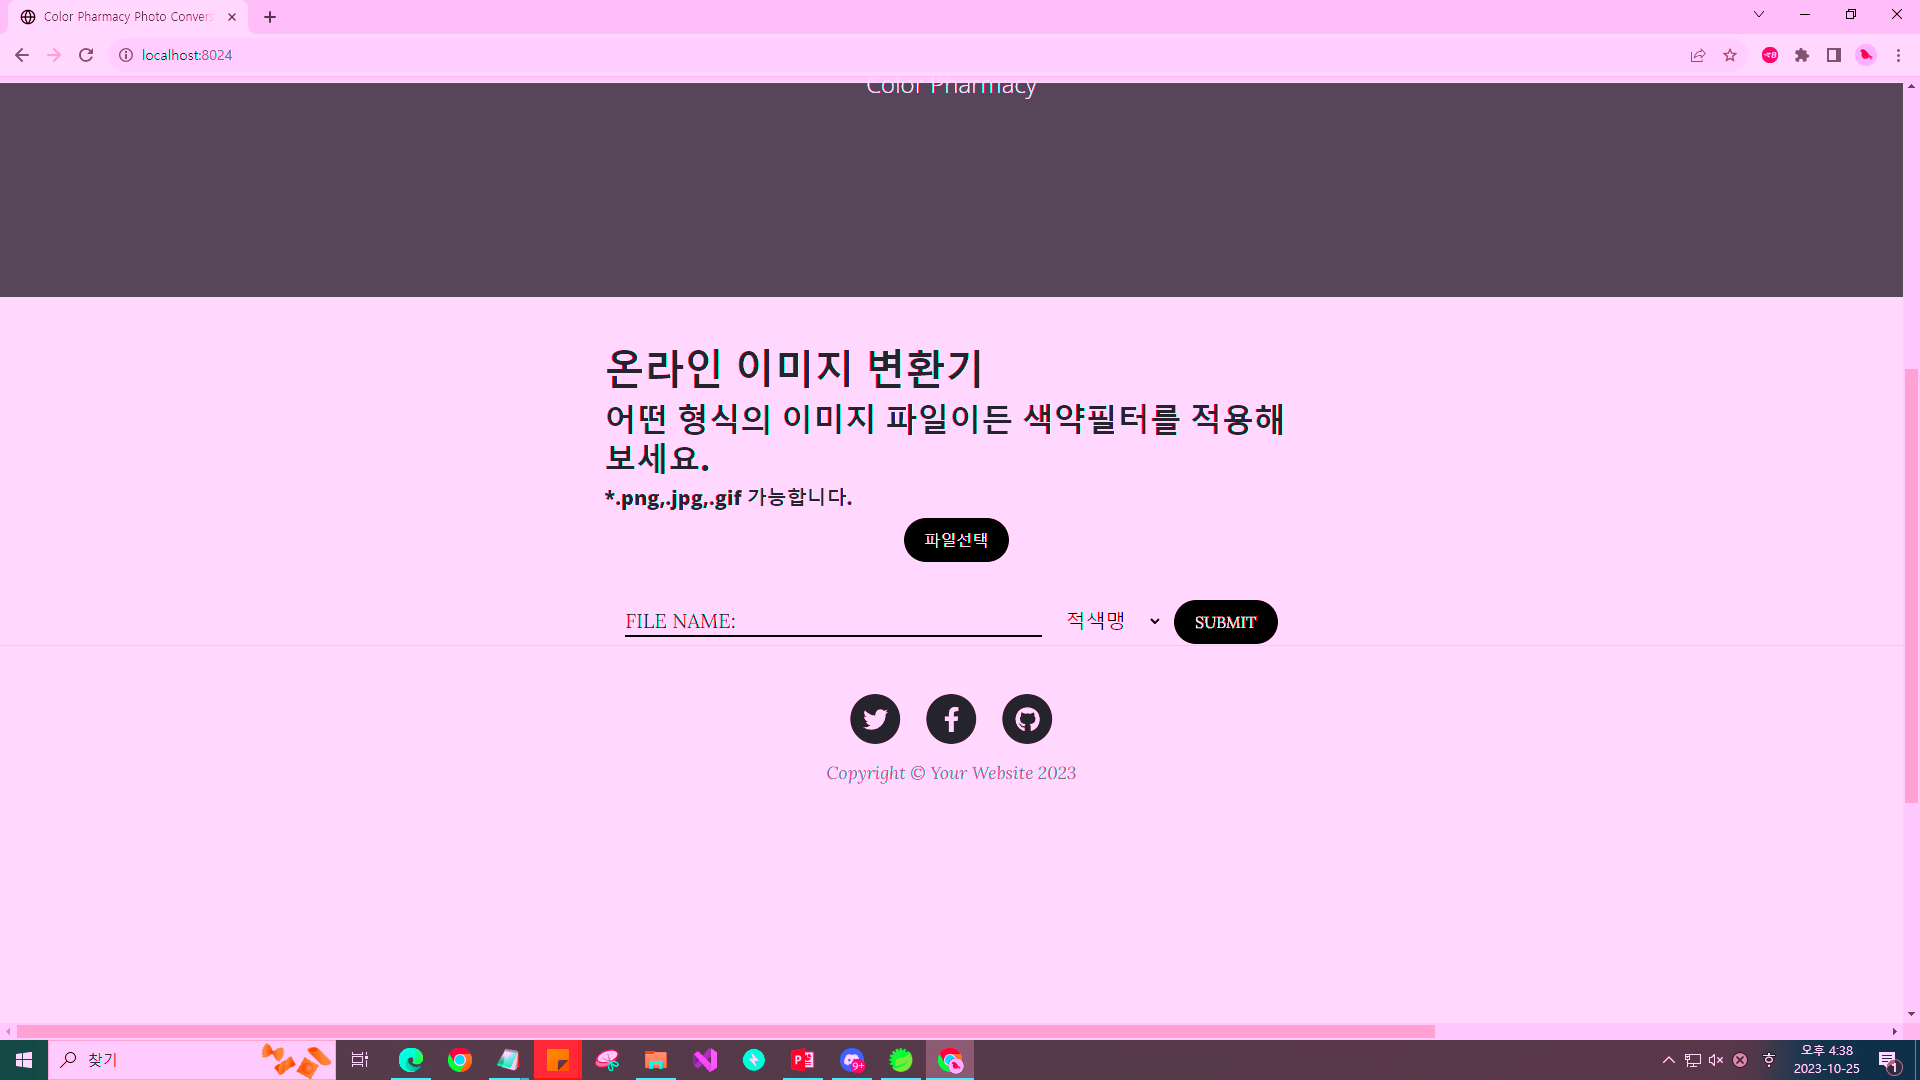 Color Pharmacy Photo Convers
localhost:8024
Color Pharmacy
온라인 이미지 변환기
어떤 형식의 이미지 파일이든 색약필터를 적용해
보세요.
*.png,.jpg,.gif 가능합니다.
파일선택
FILE NAME:
적색맹
SUBMIT
Copyright © Your Website 2023
찾기
9+
오후 4:38
2023-10-25
1